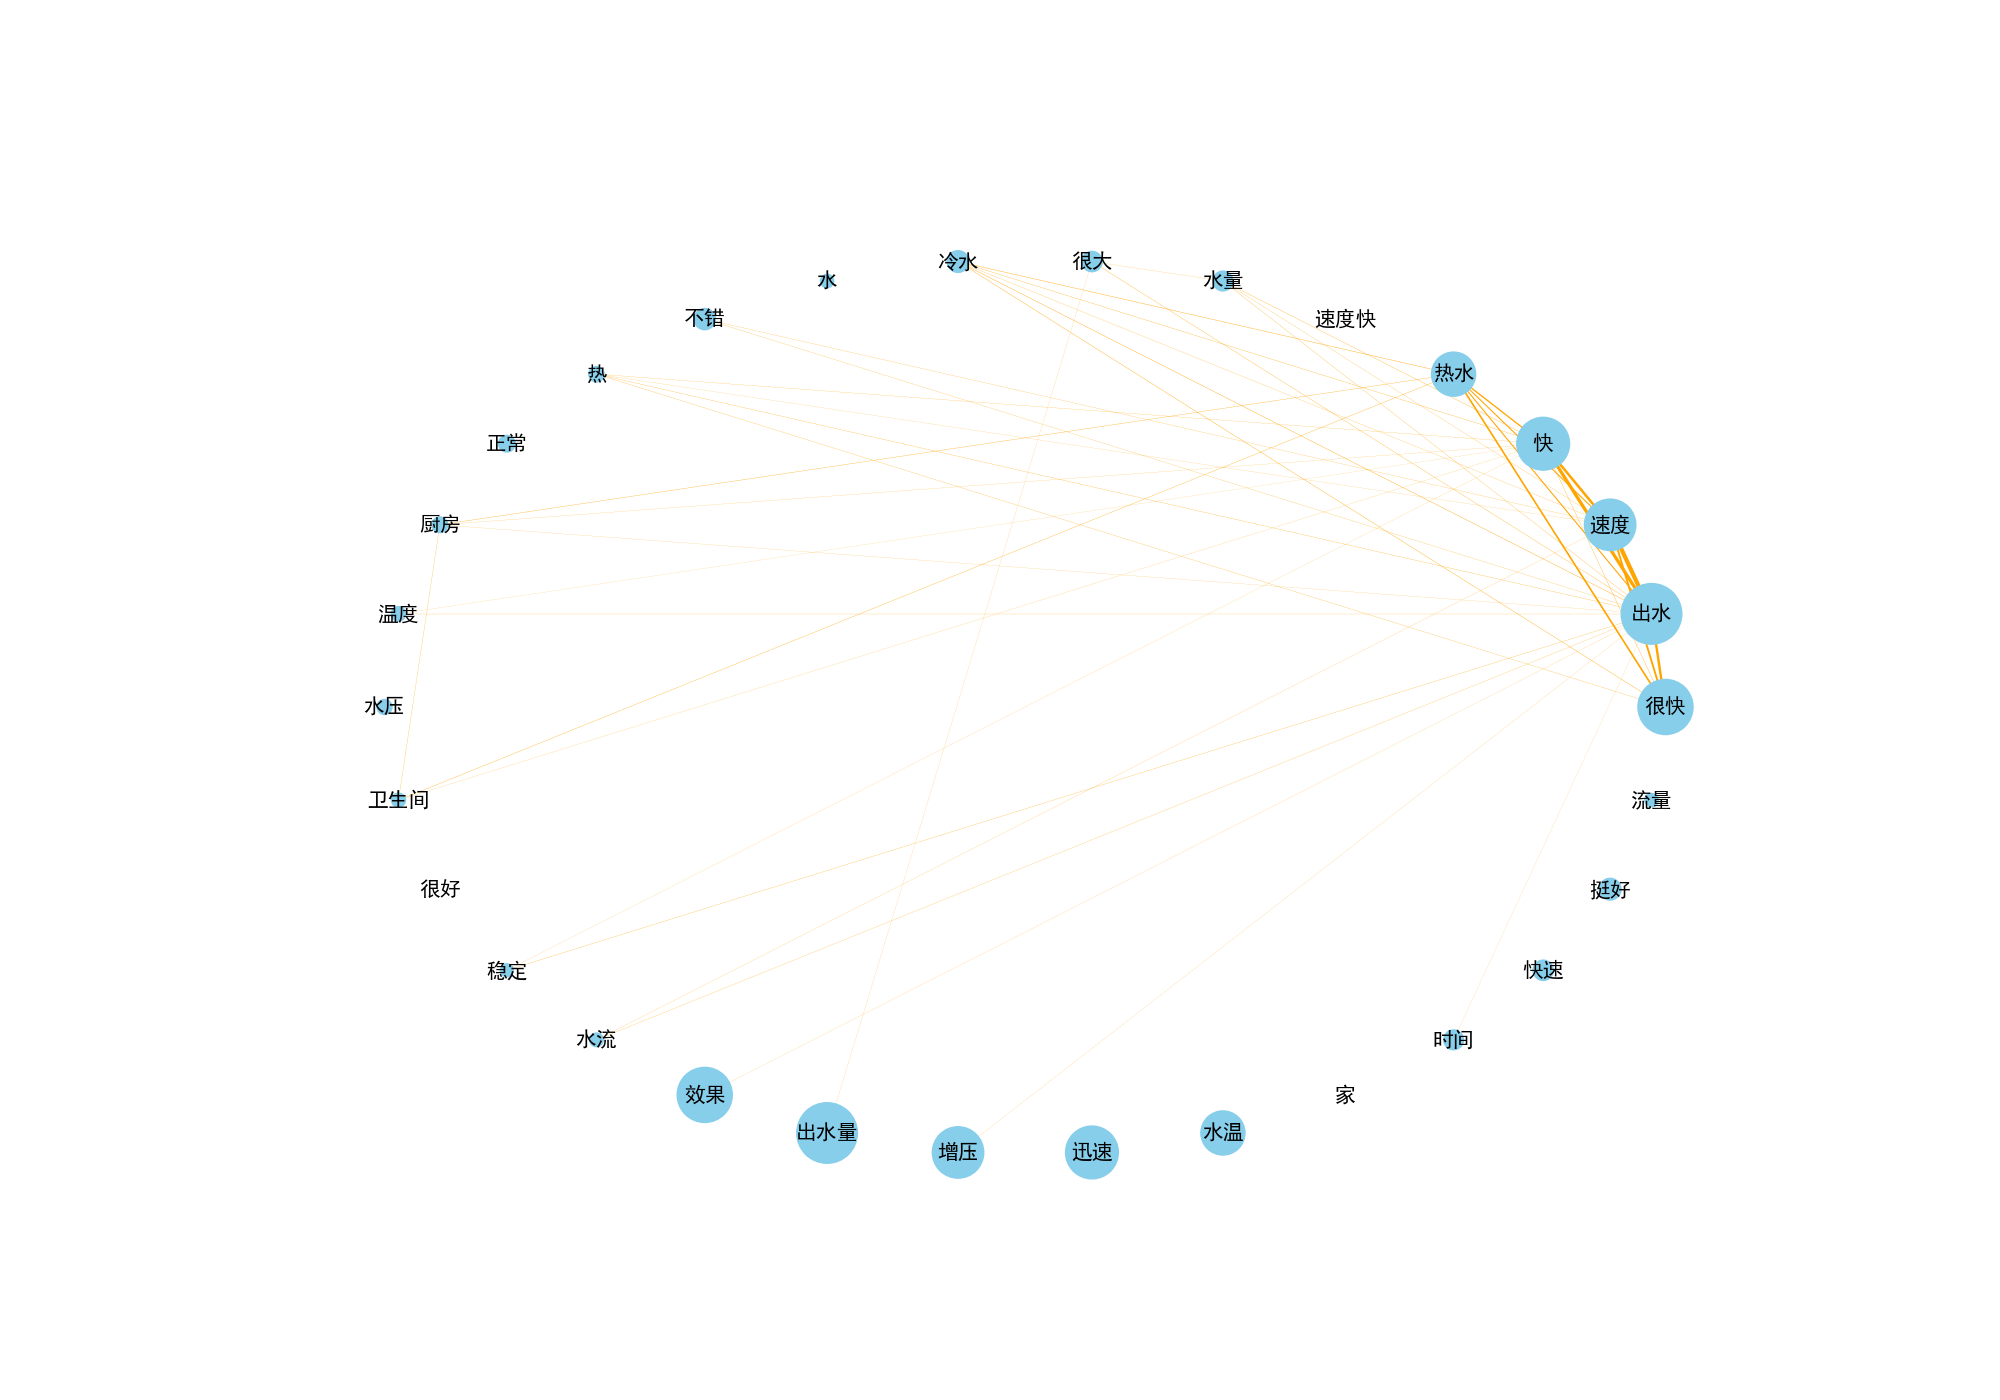 冷水
很大
水量
水
不错
速度快
热
热水
正常
快
厨房
速度
温度
出水
水压
很快
卫生间
流量
很好
挺好
稳定
快速
水流
时间
效果
家
出水量
增压
迅速
水温